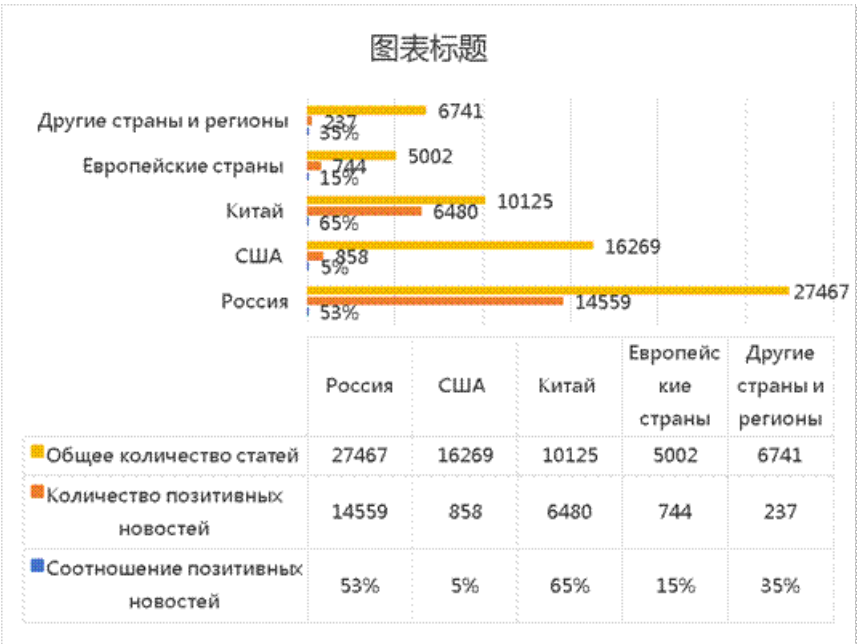 图表标题
Другие страны и регионы
6741
237
35%
Европейские страны
5002
744
15%
Китай
10125
6480
65%
США
16269
858
5%
Россия
27467
14559
53%
Россия США Китай Европейс
кие
страны Другие
страны и
регионы
Общее количество статей 27467 16269 10125 5002 6741
Количество позитивных
новостей 14559 858 6480 744 237
Соотношение позитивных
новостей 53% 5% 65% 15% 35%